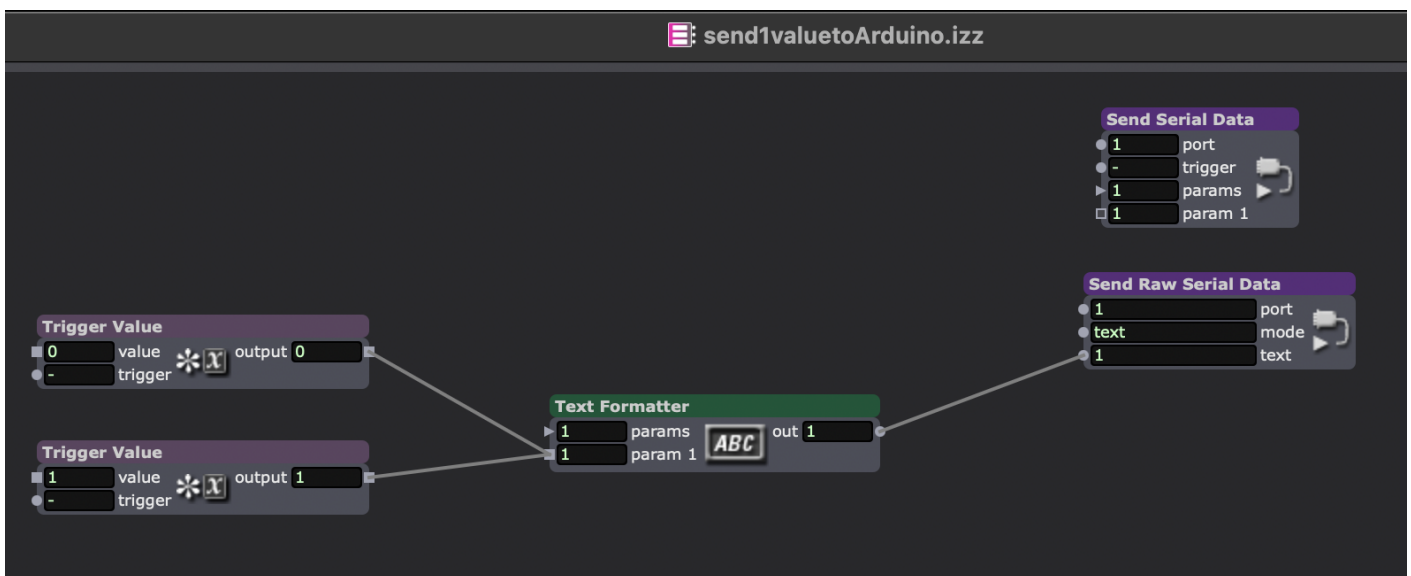 send1valuetoArduino.izz
Send Serial Data
1 port
- trigger
1 params
1 param 1
Send Raw Serial Data
1 port
text mode
1 text
Trigger Value
0 value output 0
- trigger
Text Formatter
1 params ABC out 1
1 param 1
Trigger Value
1 value output 1
- trigger